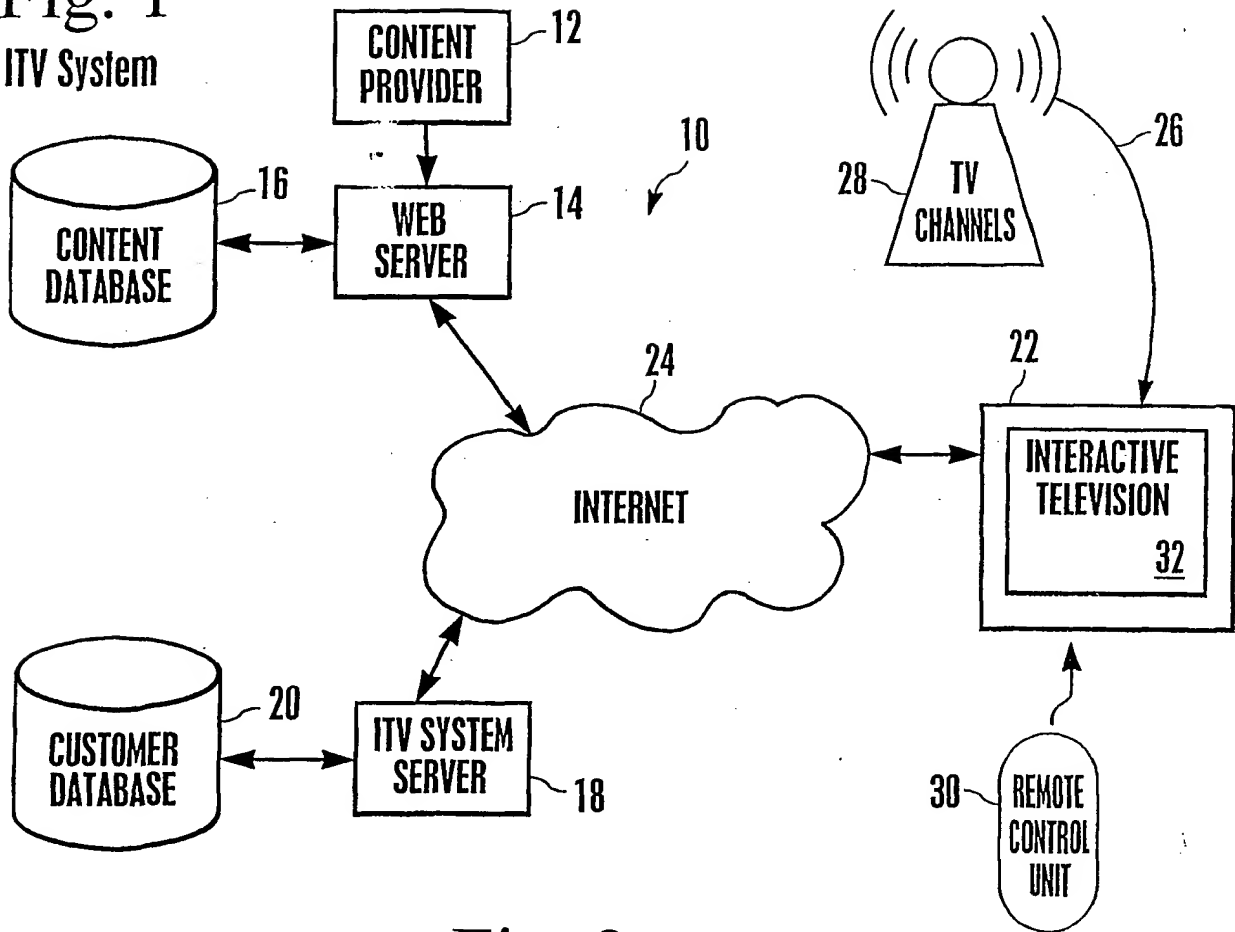 Fig. 1
ITV System
CONTENT
PROVIDER
12
10
26
28
TV
CHANNELS
16
CONTENT
DATABASE
14
WEB
SERVER
24
INTERNET
22
INTERACTIVE
TELEVISION
32
20
CUSTOMER
DATABASE
ITV SYSTEM
SERVER
18
30
REMOTE
CONTROL
UNIT